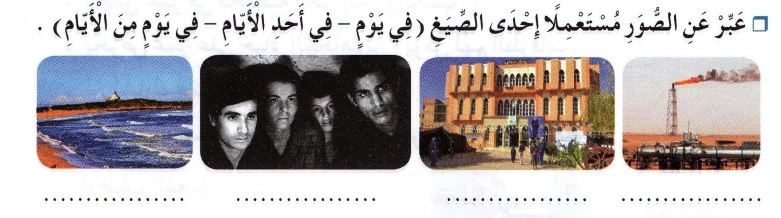 ❑ عَبِّرْ عَنِ الصُّوَرِ مُسْتَعْمِلًا إِحْدَى الصِّيَغِ (فِي يَوْمٍ – فِي أَحَدِ الْأَيَّامِ – فِي يَوْمٍ مِنَ الْأَيَّامِ) .
................. ................. ................. .................